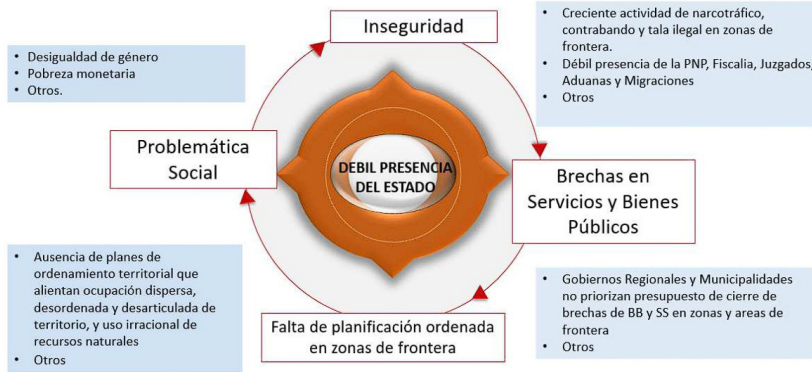 Inseguridad
• Creciente actividad de narcotráfico,
contrabando y tala ilegal en zonas de
frontera.
• Débil presencia de la PNP, Fiscalia, Juzgados,
Aduanas y Migraciones
• Otros
• Desigualdad de género
• Pobreza monetaria
• Otros.
Problemática
Social
DEBIL PRESENCIA
DEL ESTADO
Brechas en
Servicios y Bienes
Públicos
• Ausencia de planes de
ordenamiento territorial que
alientan ocupación dispersa,
desordenada y desarticulada de
territorio, y uso irracional de
recursos naturales
• Otros
Falta de planificación ordenada
en zonas de frontera
• Gobiernos Regionales y Municipalidades
no priorizan presupuesto de cierre de
brechas de BB y SS en zonas y areas de
frontera
• Otros